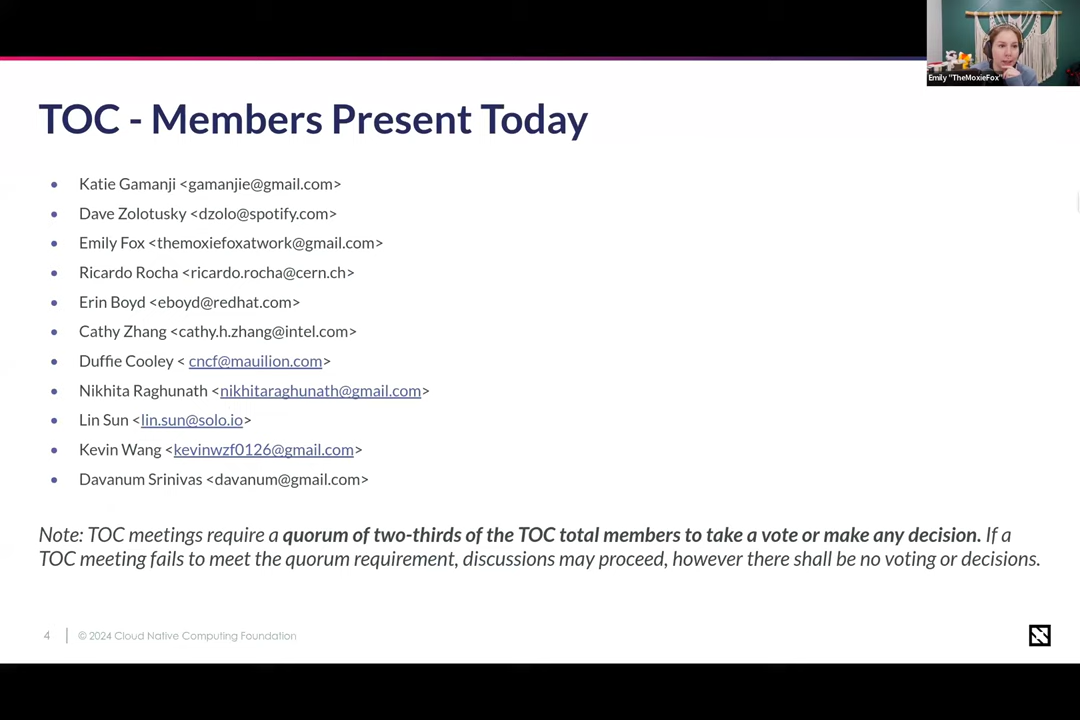 Emily "TheMoxieFox"
TOC - Members Present Today
Katie Gamanji <gamanjie@gmail.com>
Dave Zolotusky <dzolo@spotify.com>
Emily Fox <themoxiefoxatwork@gmail.com>
Ricardo Rocha <ricardo.rocha@cern.ch>
Erin Boyd <eboyd@redhat.com>
Cathy Zhang <cathy.h.zhang@intel.com>
Duffie Cooley < cncf@mauilion.com>
Nikhita Raghunath <nikhitaraghunath@gmail.com>
Lin Sun <lin.sun@solo.io>
Kevin Wang <kevinwzf0126@gmail.com>
Davanum Srinivas <davanum@gmail.com>
Note: TOC meetings require a quorum of two-thirds of the TOC total members to take a vote or make any decision. If a
TOC meeting fails to meet the quorum requirement, discussions may proceed, however there shall be no voting or decisions.
4 © 2024 Cloud Native Computing Foundation